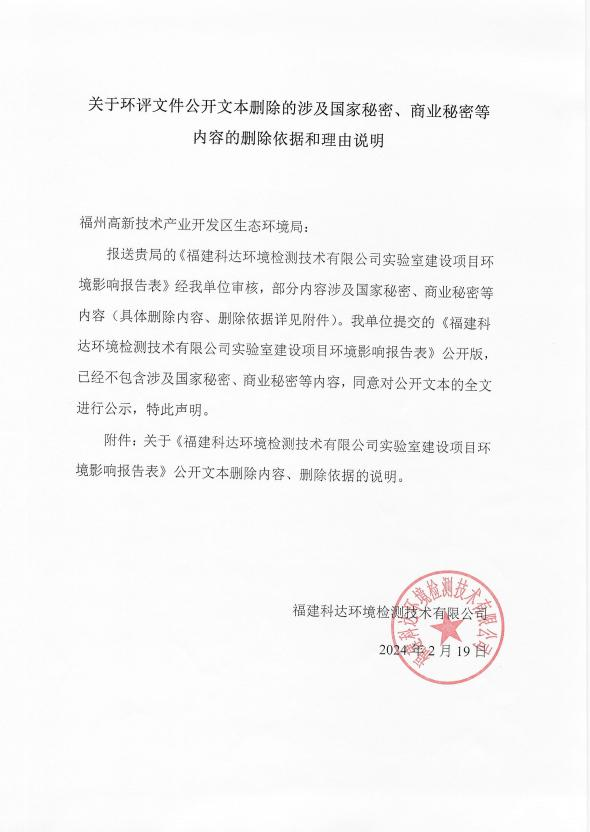 关于环评文件公开文本删除的涉及国家秘密、商业秘密等
内容的删除依据和理由说明
福州高新技术产业开发区生态环境局：
报送贵局的《福建科达环境检测技术有限公司实验室建设项目环
境影响报告表》经我单位审核，部分内容涉及国家秘密、商业秘密等
内容（具体删除内容、删除依据详见附件）。我单位提交的《福建科
达环境检测技术有限公司实验室建设项目环境影响报告表》公开版，
已经不包含涉及国家秘密、商业秘密等内容，同意对公开文本的全文
进行公示，特此声明。
附件：关于《福建科达环境检测技术有限公司实验室建设项目环
境影响报告表》公开文本删除内容、删除依据的说明。
福建科达环境检测技术有限公司
2024 年 2 月 19 日
福建科达环境检测技术有限公司